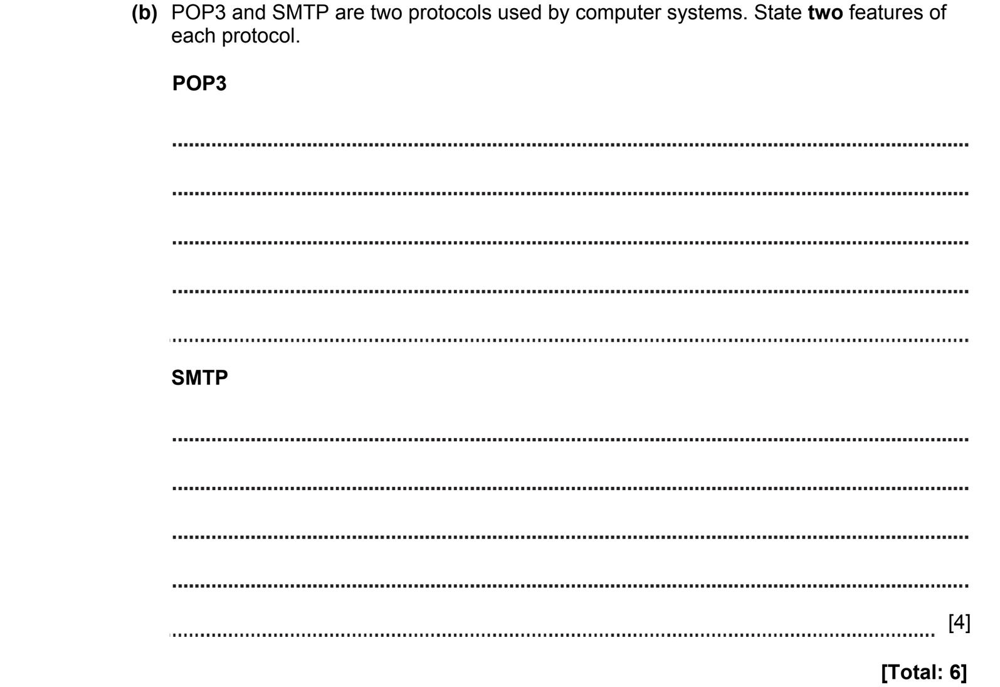 (b) POP3 and SMTP are two protocols used by computer systems. State two features of
each protocol.
POP3
SMTP
[4]
[Total: 6]